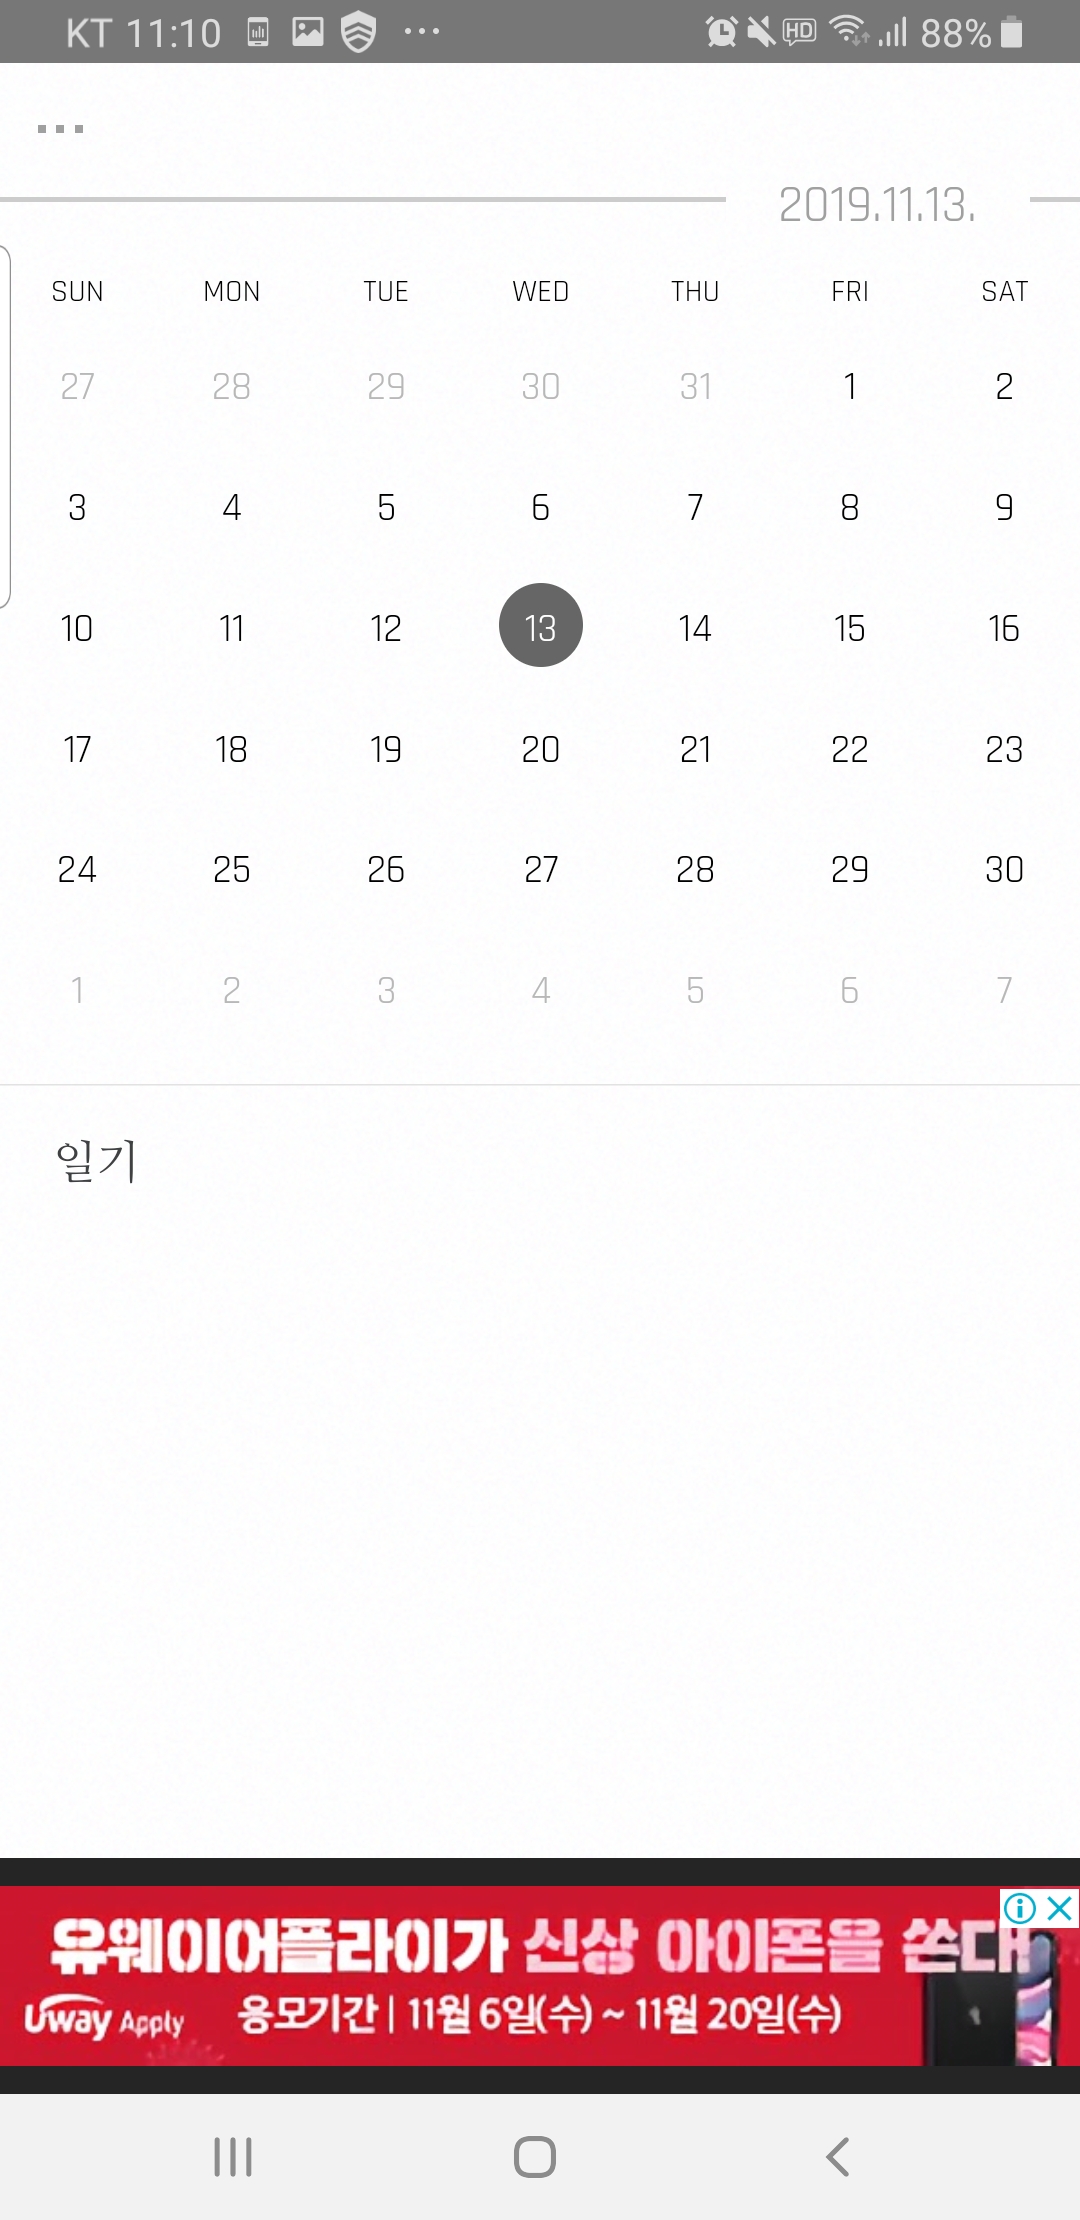 KT 11:10 HD 88%
2019.11.13.
SUN MON TUE WED THU FRI SAT
27 28 29 30 31 1 2
3 4 5 6 7 8 9
10 11 12 13 14 15 16
17 18 19 20 21 22 23
24 25 26 27 28 29 30
1 2 3 4 5 6 7
일기
유웨이어플라이가 신상 아이폰을 쏜대
Uway Apply 용모기간 | 11월 6일(수) ~ 11월 20일(수)